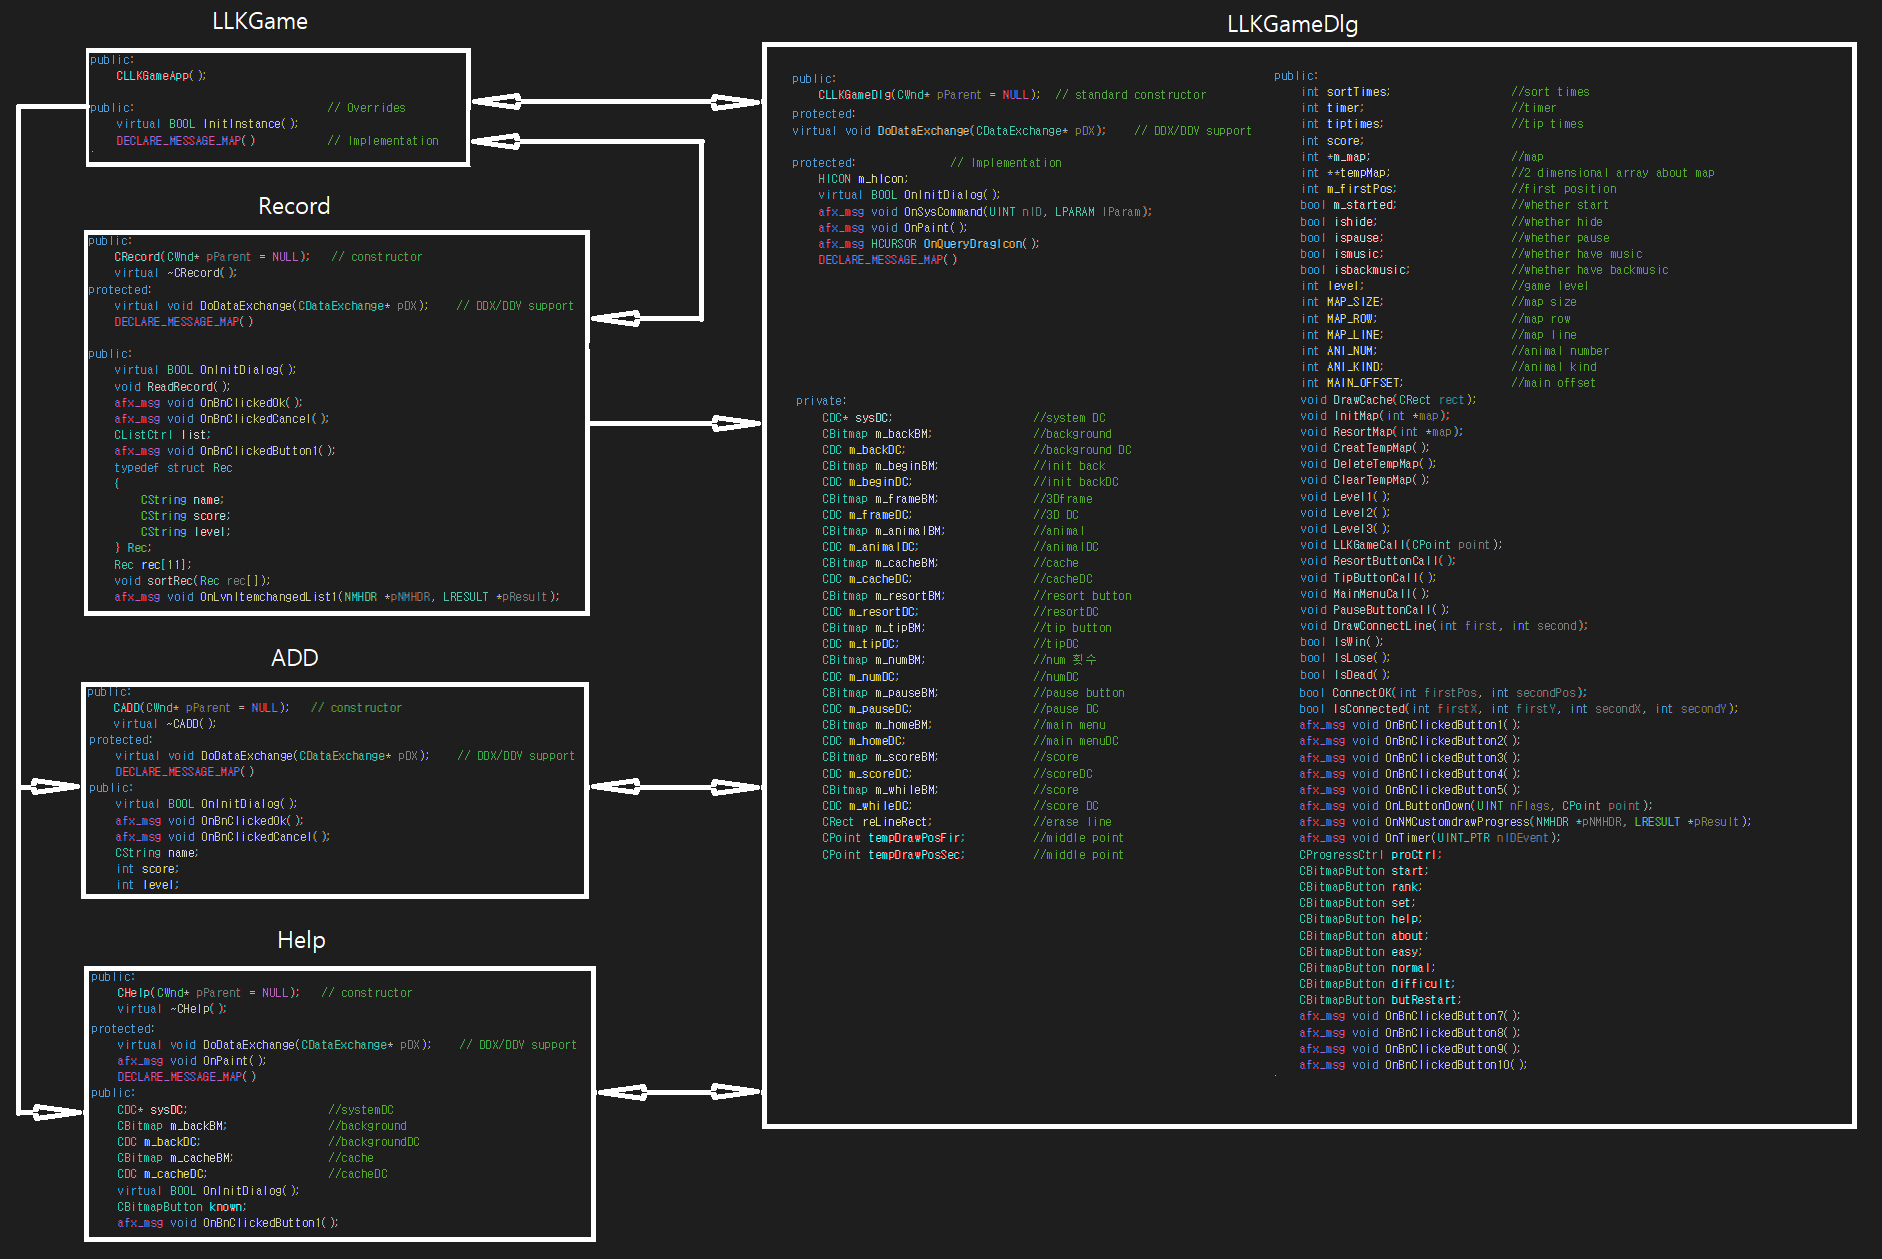 LLKGame
public:
CLLKGameApp();
public: // Overrides
virtual BOOL InitInstance();
DECLARE_MESSAGE_MAP() // Implementation
Record
public:
CRecord(CWnd* pParent = NULL); // constructor
virtual ~CRecord();
protected:
virtual void DoDataExchange(CDataExchange* pDX); // DDX/DDV support
DECLARE_MESSAGE_MAP()
public:
virtual BOOL OnInitDialog();
void ReadRecord();
afx_msg void OnBnClickedOk();
afx_msg void OnBnClickedCancel();
CListCtrl list;
afx_msg void OnBnClickedButton1();
typedef struct Rec
{
CString name;
CString score;
CString level;
} Rec;
Rec rec[11];
void sortRec(Rec rec[]);
afx_msg void OnLvnItemchangedList1(NMHDR *pNMHDR, LRESULT *pResult);
ADD
public:
CADD(CWnd* pParent = NULL); // constructor
virtual ~CADD();
protected:
virtual void DoDataExchange(CDataExchange* pDX); // DDX/DDV support
DECLARE_MESSAGE_MAP()
public:
virtual BOOL OnInitDialog();
afx_msg void OnBnClickedOk();
afx_msg void OnBnClickedCancel();
CString name;
int score;
int level;
Help
public:
CHelp(CWnd* pParent = NULL); // constructor
virtual ~CHelp();
protected:
virtual void DoDataExchange(CDataExchange* pDX); // DDX/DDV support
afx_msg void OnPaint();
DECLARE_MESSAGE_MAP()
public:
CDC* sysDC; //systemDC
CBitmap m_backBM; //background
CDC m_backDC; //backgroundDC
CBitmap m_cacheBM; //cache
CDC m_cacheDC; //cacheDC
virtual BOOL OnInitDialog();
CBitmapButton known;
afx_msg void OnBnClickedButton1();
LLKGameDlg
public:
CLLKGameDlg(CWnd* pParent = NULL); // standard constructor
protected:
virtual void DoDataExchange(CDataExchange* pDX); // DDX/DDV support
protected: // Implementation
HICON m_hIcon;
virtual BOOL OnInitDialog();
afx_msg void OnSysCommand(UINT nID, LPARAM lParam);
afx_msg void OnPaint();
afx_msg HCURSOR OnQueryDragIcon();
DECLARE_MESSAGE_MAP()
private:
CDC* sysDC; //system DC
CBitmap m_backBM; //background
CDC m_backDC; //background DC
CBitmap m_beginBM; //init back
CDC m_beginDC; //init backDC
CBitmap m_frameBM; //3Dframe
CDC m_frameDC; //3D DC
CBitmap m_animalBM; //animal
CDC m_animalDC; //animalDC
CBitmap m_cacheBM; //cache
CDC m_cacheDC; //cacheDC
CBitmap m_resortBM; //resort button
CDC m_resortDC; //resortDC
CBitmap m_tipBM; //tip button
CDC m_tipDC; //tipDC
CBitmap m_numBM; //num 횟수
CDC m_numDC; //numDC
CBitmap m_pauseBM; //pause button
CDC m_pauseDC; //pause DC
CBitmap m_homeBM; //main menu
CDC m_homeDC; //main menuDC
CBitmap m_scoreBM; //score
CDC m_scoreDC; //scoreDC
CBitmap m_whileBM; //score
CDC m_whileDC; //score DC
CRect reLineRect; //erase line
CPoint tempDrawPosFir; //middle point
CPoint tempDrawPosSec; //middle point
public:
int sortTimes; //sort times
int timer; //timer
int tiptimes; //tip times
int score;
int *m_map; //map
int **tempMap; //2 dimensional array about map
int m_firstPos; //first position
bool m_started; //whether start
bool ishide; //whether hide
bool ispause; //whether pause
bool ismusic; //whether have music
bool isbackmusic; //whether have backmusic
int level; //game level
int MAP_SIZE; //map size
int MAP_ROW; //map row
int MAP_LINE; //map line
int ANI_NUM; //animal number
int ANI_KIND; //animal kind
int MAIN_OFFSET; //main offset
void DrawCache(CRect rect);
void InitMap(int *map);
void ResortMap(int *map);
void CreatTempMap();
void DeleteTempMap();
void ClearTempMap();
void Level1();
void Level2();
void Level3();
void LLKGameCall(CPoint point);
void ResortButtonCall();
void TipButtonCall();
void MainMenuCall();
void PauseButtonCall();
void DrawConnectLine(int first, int second);
bool IsWin();
bool IsLose();
bool IsDead();
bool ConnectOK(int firstPos, int secondPos);
bool IsConnected(int firstX, int firstY, int secondX, int secondY);
afx_msg void OnBnClickedButton1();
afx_msg void OnBnClickedButton2();
afx_msg void OnBnClickedButton3();
afx_msg void OnBnClickedButton4();
afx_msg void OnBnClickedButton5();
afx_msg void OnLButtonDown(UINT nFlags, CPoint point);
afx_msg void OnNMCustomdrawProgress(NMHDR *pNMHDR, LRESULT *pResult);
afx_msg void OnTimer(UINT_PTR nIDEvent);
CProgressCtrl proCtrl;
CBitmapButton start;
CBitmapButton rank;
CBitmapButton set;
CBitmapButton help;
CBitmapButton about;
CBitmapButton easy;
CBitmapButton normal;
CBitmapButton difficult;
CBitmapButton butRestart;
afx_msg void OnBnClickedButton7();
afx_msg void OnBnClickedButton8();
afx_msg void OnBnClickedButton9();
afx_msg void OnBnClickedButton10();